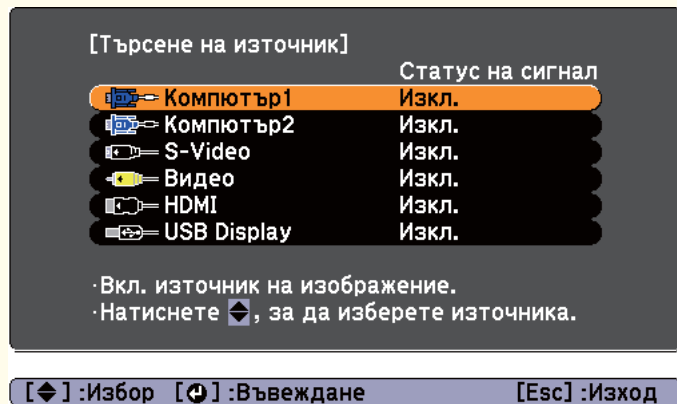 [Търсене на източник]
Статус на сигнал
Компютър1 Изкл.
Компютър2 Изкл.
S-Video Изкл.
Видео Изкл.
HDMI Изкл.
USB Display Изкл.
·Вкл. източник на изображение.
·Натиснете , за да изберете източника.
[ ] :Избор [ ] :Въвеждане [Esc] :Изход